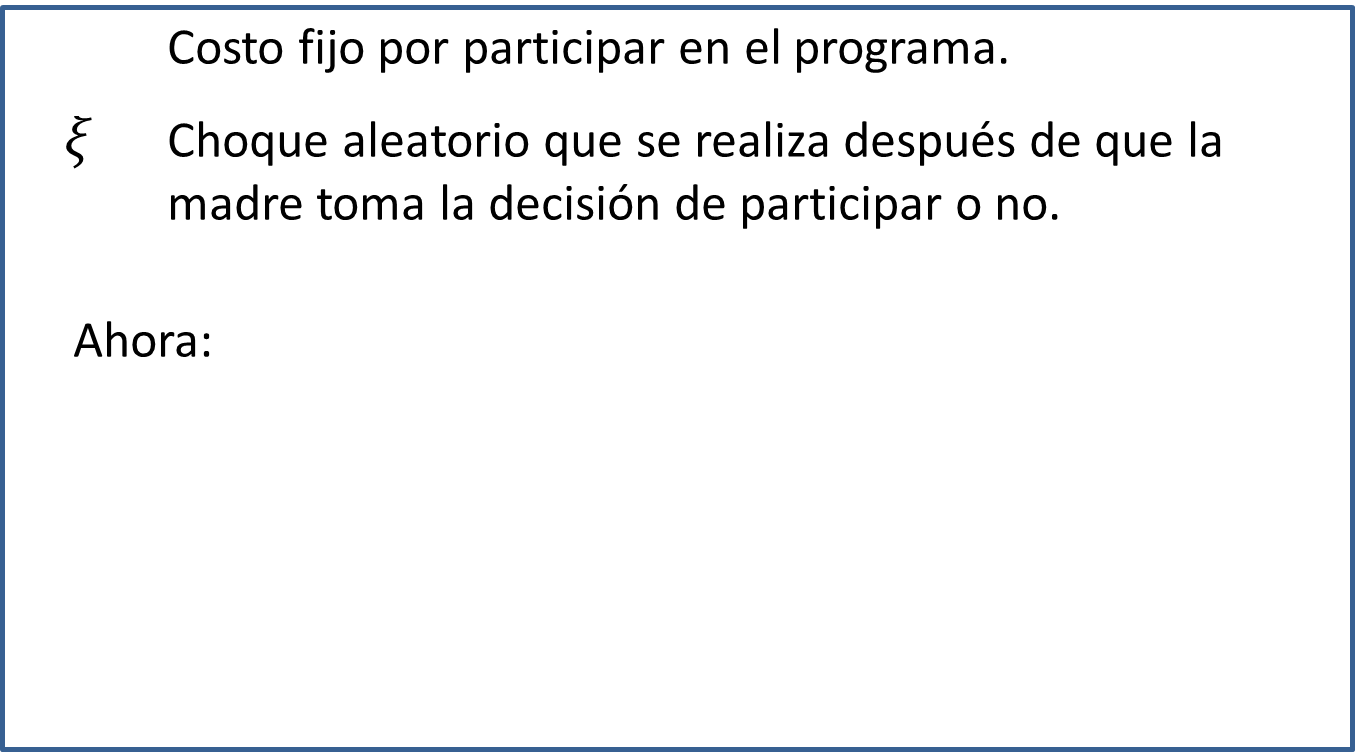 Costo fijo por participar en el programa.
ξ Choque aleatorio que se realiza después de que la
madre toma la decisión de participar o no.
Ahora: